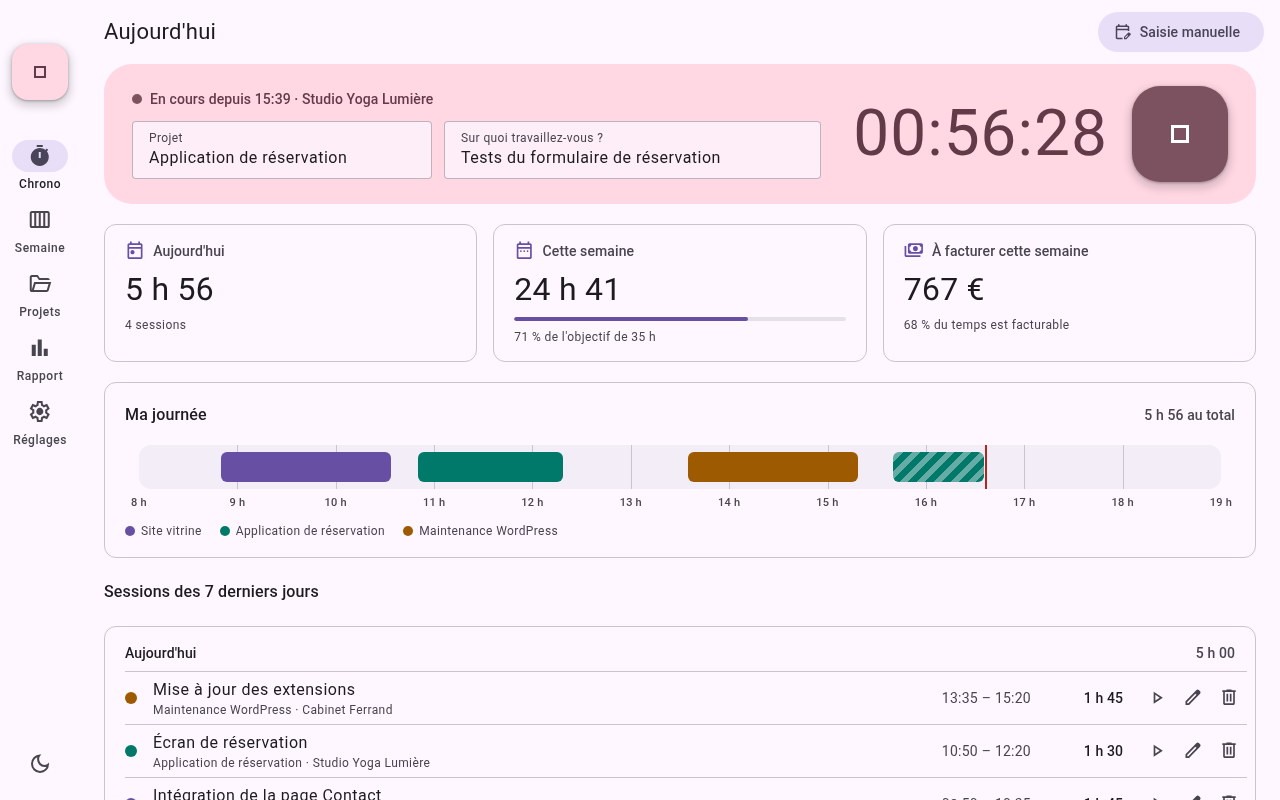 Aujourd'hui
Saisie manuelle
En cours depuis 15:39 · Studio Yoga Lumière
Projet
Application de réservation
Sur quoi travaillez-vous ?
Tests du formulaire de réservation
00:56:28
Chrono
Semaine
Projets
Rapport
Réglages
Aujourd'hui
5 h 56
4 sessions
Cette semaine
24 h 41
71 % de l'objectif de 35 h
À facturer cette semaine
767 €
68 % du temps est facturable
Ma journée
5 h 56 au total
8 h 9 h 10 h 11 h 12 h 13 h 14 h 15 h 16 h 17 h 18 h 19 h
Site vitrine Application de réservation Maintenance WordPress
Sessions des 7 derniers jours
Aujourd'hui 5 h 00
Mise à jour des extensions
Maintenance WordPress · Cabinet Ferrand
13:35 – 15:20 1 h 45
Écran de réservation
Application de réservation · Studio Yoga Lumière
10:50 – 12:20 1 h 30
Intégration de la page Contact